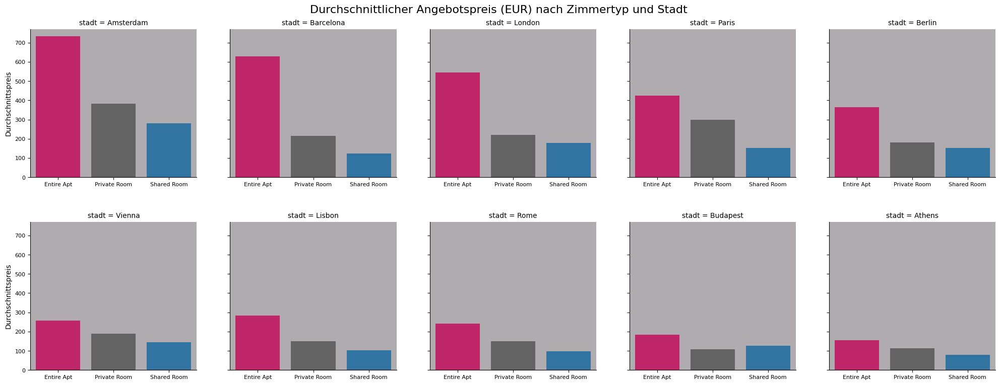 Durchschnittlicher Angebotspreis (EUR) nach Zimmertyp und Stadt
stadt = Amsterdam
stadt = Barcelona
stadt = London
stadt = Paris
stadt = Berlin
Durchschnittspreis
700
600
500
400
300
200
100
0
Entire Apt Private Room Shared Room
Entire Apt Private Room Shared Room
Entire Apt Private Room Shared Room
Entire Apt Private Room Shared Room
Entire Apt Private Room Shared Room
stadt = Vienna
stadt = Lisbon
stadt = Rome
stadt = Budapest
stadt = Athens
Durchschnittspreis
700
600
500
400
300
200
100
0
Entire Apt Private Room Shared Room
Entire Apt Private Room Shared Room
Entire Apt Private Room Shared Room
Entire Apt Private Room Shared Room
Entire Apt Private Room Shared Room